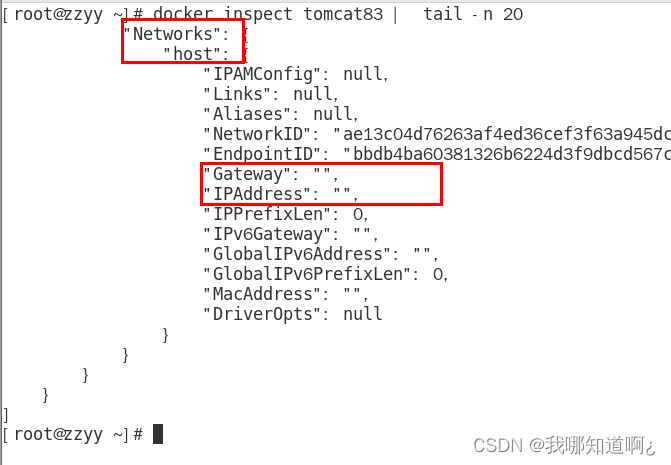 [ root@zzyy ~]# docker inspect tomcat83 | tail -n 20
"Networks": {
"host": {
"IPAMConfig": null,
"Links": null,
"Aliases": null,
"NetworkID": "ae13c04d76263af4ed36cef3f63a945dc
"EndpointID": "bbdb4ba60381326b6224d3f9dbcd567c
"Gateway": "",
"IPAddress": "",
"IPPrefixLen": 0,
"IPv6Gateway": "",
"GlobalIPv6Address": "",
"GlobalIPv6PrefixLen": 0,
"MacAddress": "",
"DriverOpts": null
}
}
}
}
]
[ root@zzyy ~]#
CSDN @我哪知道啊¿